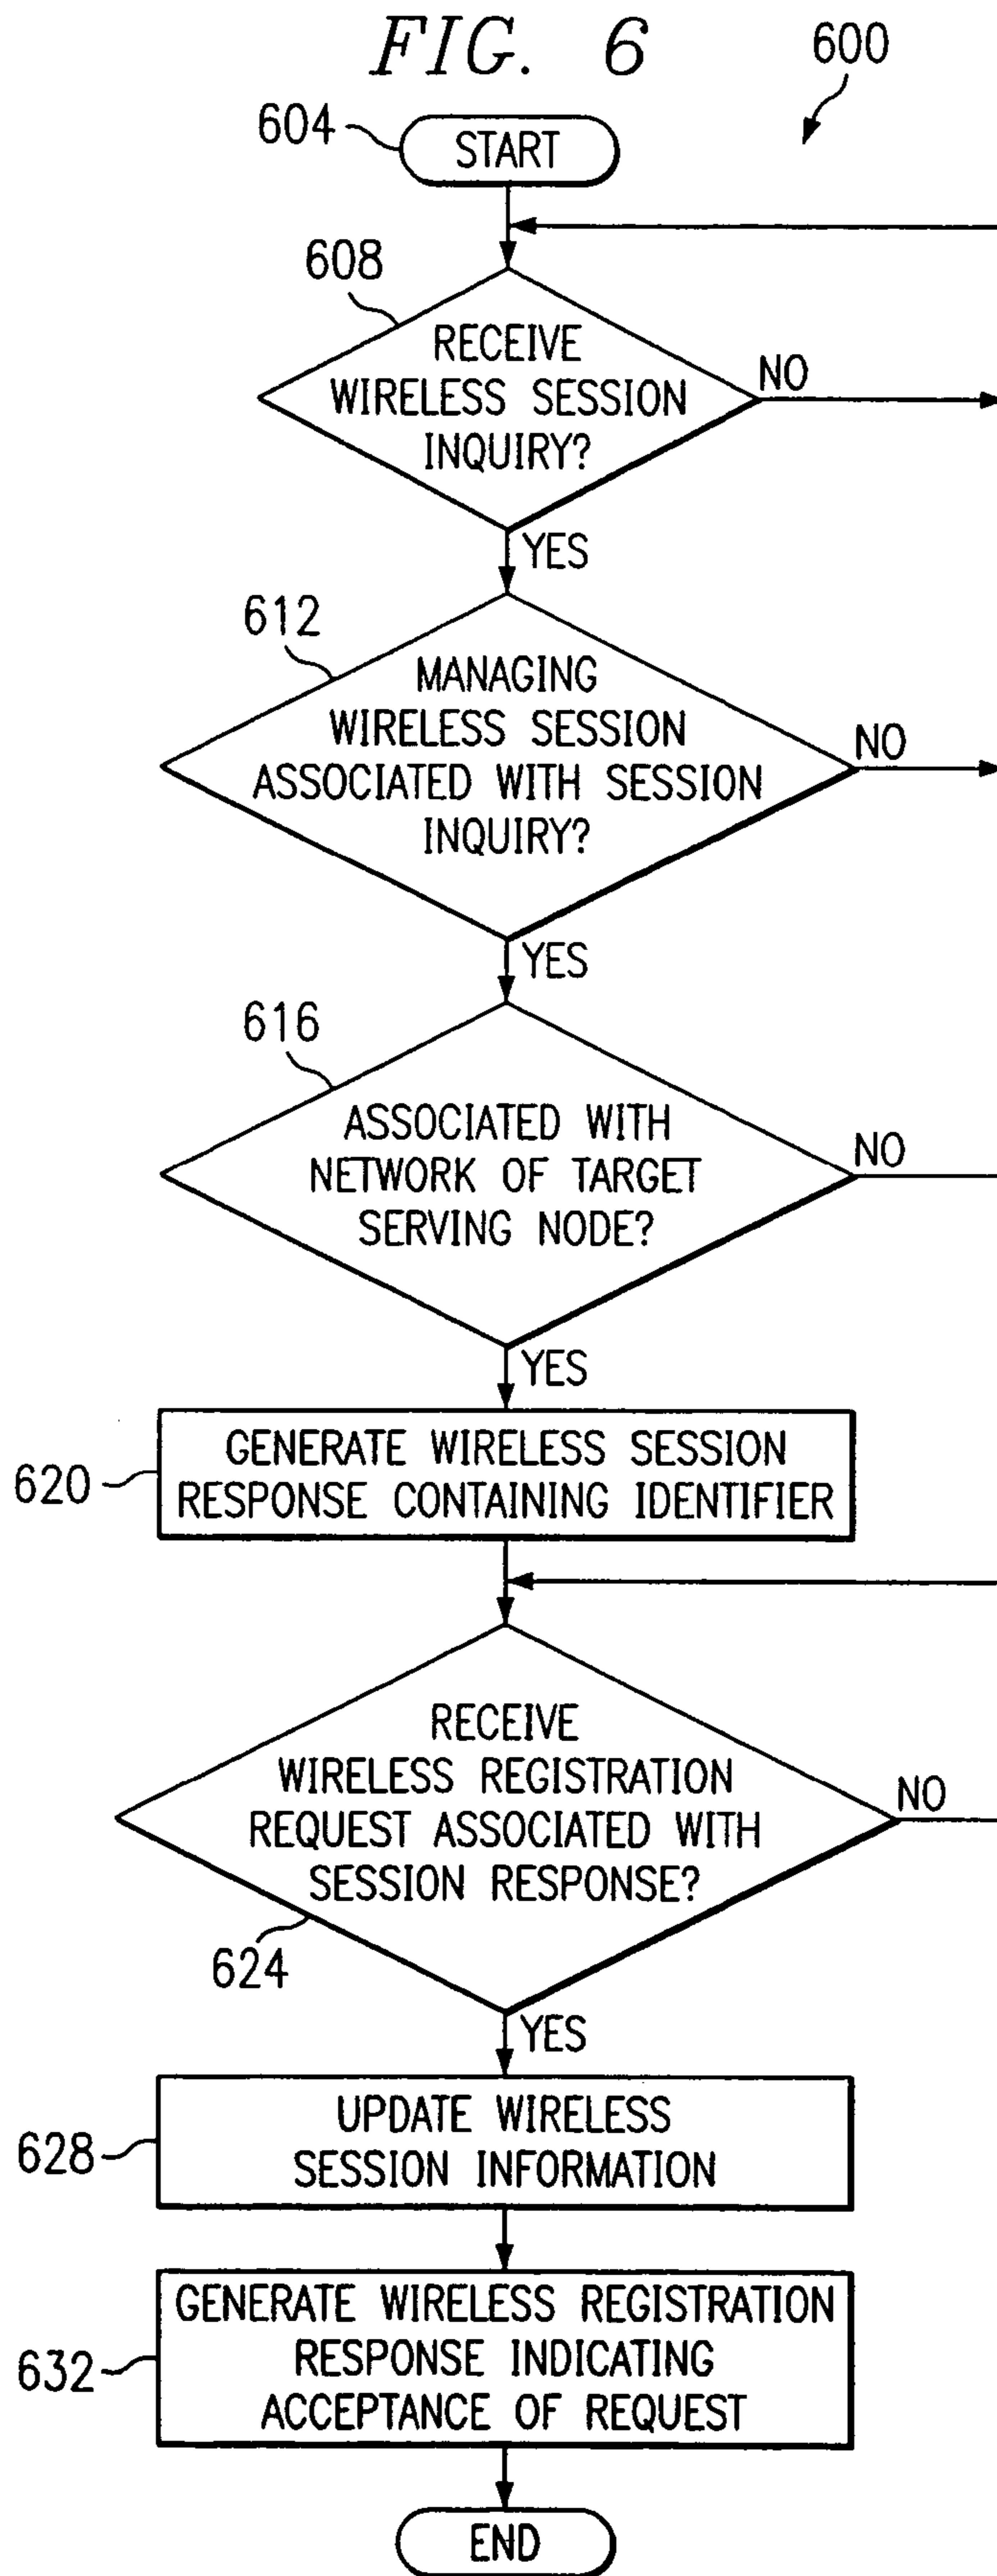 FIG. 6
600
604
START
608
RECEIVE
WIRELESS SESSION
INQUIRY?
NO
YES
612
MANAGING
WIRELESS SESSION
ASSOCIATED WITH SESSION
INQUIRY?
NO
YES
616
ASSOCIATED WITH
NETWORK OF TARGET
SERVING NODE?
NO
YES
620
GENERATE WIRELESS SESSION
RESPONSE CONTAINING IDENTIFIER
RECEIVE
WIRELESS REGISTRATION
REQUEST ASSOCIATED WITH
SESSION RESPONSE?
NO
624
YES
628
UPDATE WIRELESS
SESSION INFORMATION
632
GENERATE WIRELESS REGISTRATION
RESPONSE INDICATING
ACCEPTANCE OF REQUEST
END